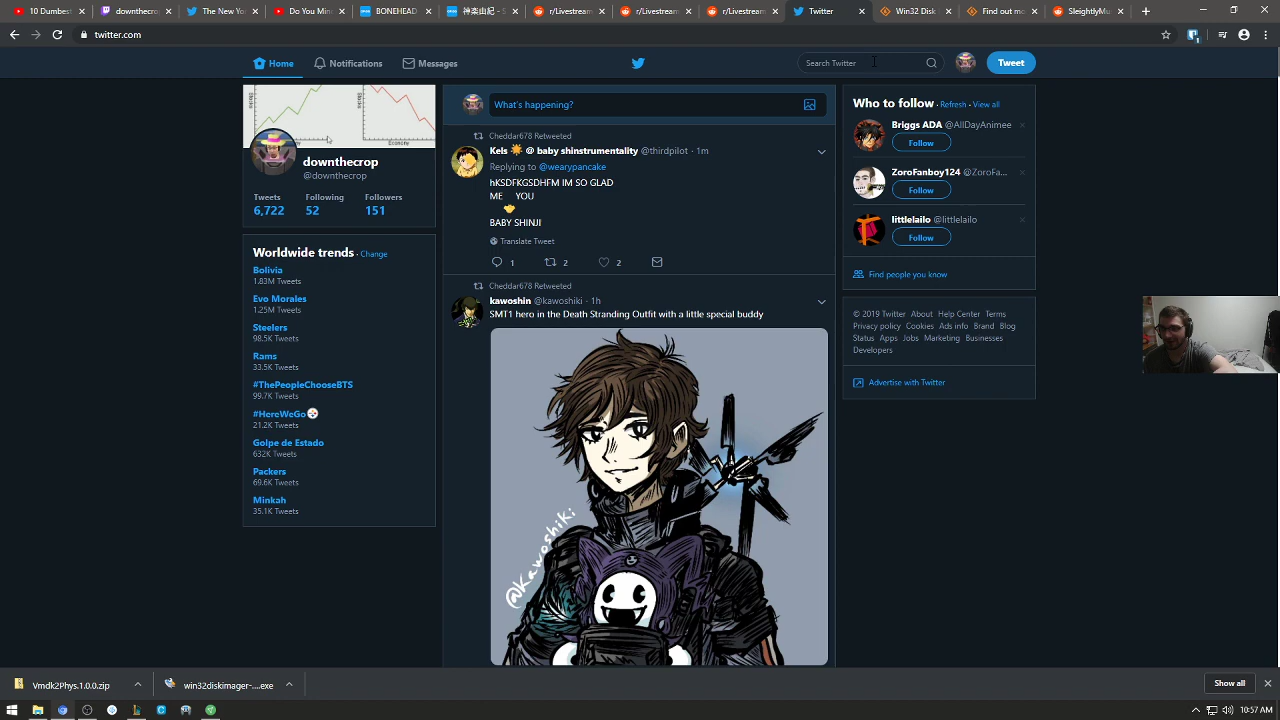 10 Dumbest
downthecrop
The New Yo
Do You Min
BONEHEAD
神楽由記 - S
r/Livestream
r/Livestream
r/Livestream
Twitter
Win32 Disk
Find out mo
SleightlyMu
twitter.com
Home
Notifications
Messages
Search Twitter
Tweet
Stocks
Economy
Stocks
Economy
downthecrop
@downthecrop
Tweets Following Followers
6,722 52 151
Worldwide trends · Change
Bolivia
1.83M Tweets
Evo Morales
1.25M Tweets
Steelers
98.5K Tweets
Rams
33.5K Tweets
#ThePeopleChooseBTS
99.7K Tweets
#HereWeGo
21.2K Tweets
Golpe de Estado
632K Tweets
Packers
69.6K Tweets
Minkah
35.1K Tweets
What's happening?
Cheddar678 Retweeted
Kels ☀ @ baby shinstrumentality @thirdpilot · 1m
Replying to @wearypancake
hKSDFKGSDHFM IM SO GLAD
ME YOU
BABY SHINJI
Translate Tweet
1 2 2
Cheddar678 Retweeted
kawoshin @kawoshiki · 1h
SMT1 hero in the Death Stranding Outfit with a little special buddy
@Kawoshiki
Who to follow · Refresh · View all
Briggs ADA @AllDayAnimee
Follow
ZoroFanboy124 @ZoroFa...
Follow
littlelailo @littlelailo
Follow
Find people you know
© 2019 Twitter About Help Center Terms
Privacy policy Cookies Ads info Brand Blog
Status Apps Jobs Marketing Businesses
Developers
Advertise with Twitter
Vmdk2Phys.1.0.0.zip
win32diskimager-....exe
Show all
10:57 AM